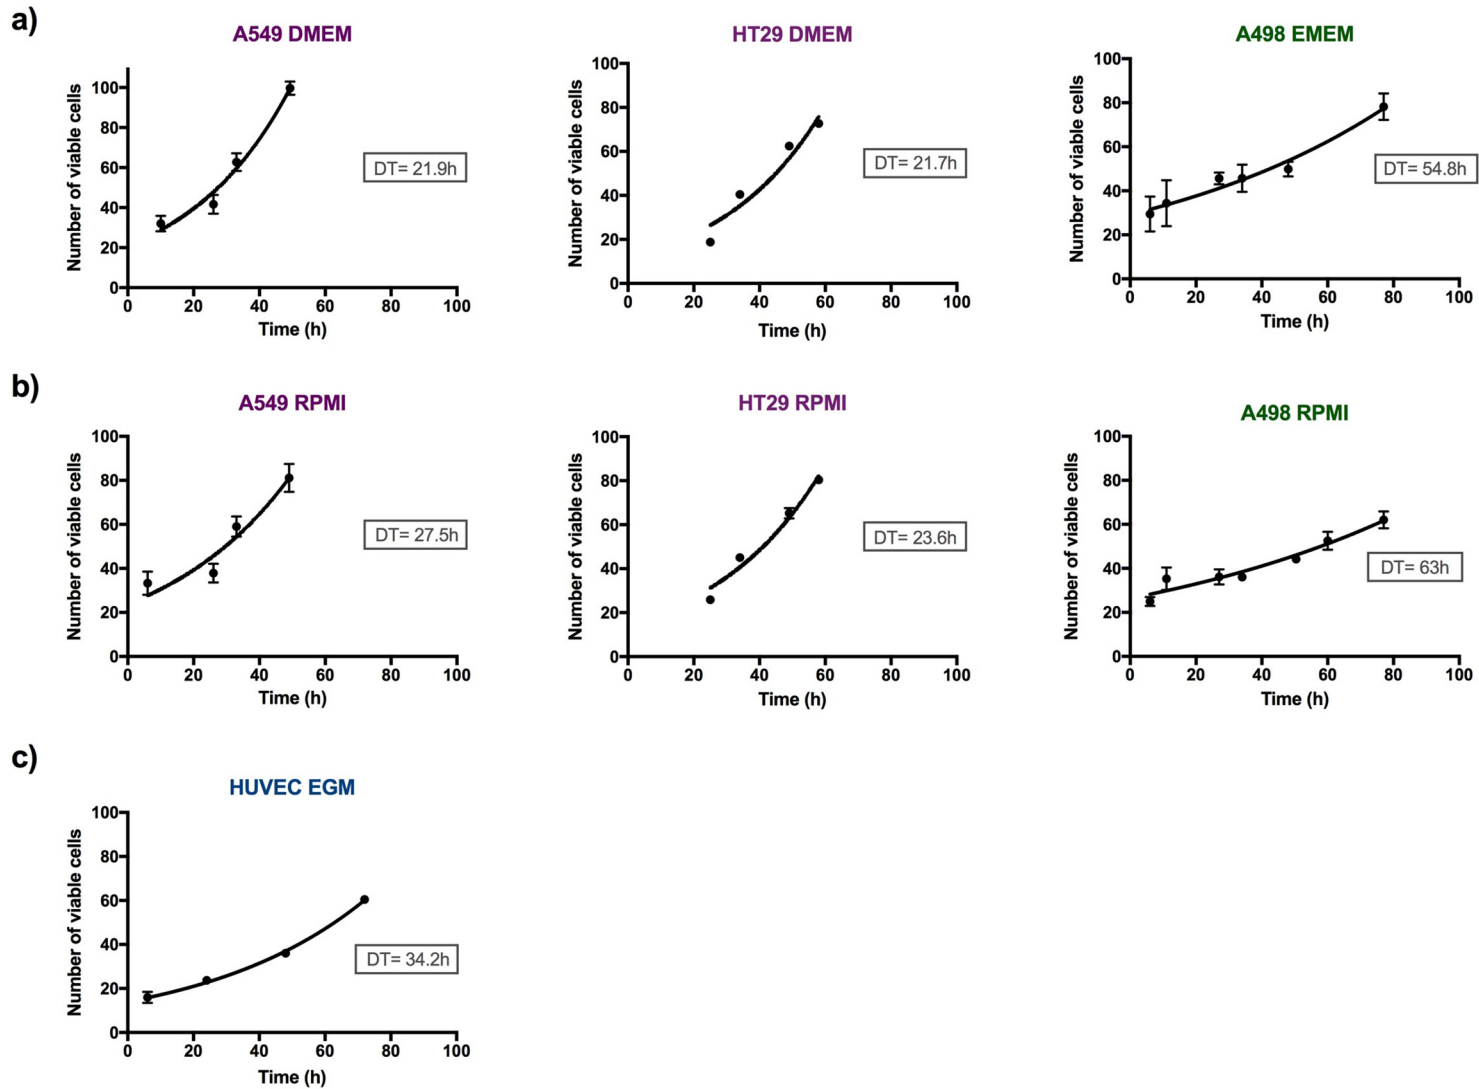 a)
A549 DMEM
Number of viable cells
100
80
60
40
20
0
0 20 40 60 80 100
Time (h)
DT= 21.9h
HT29 DMEM
Number of viable cells
100
80
60
40
20
0
0 20 40 60 80 100
Time (h)
DT= 21.7h
A498 EMEM
Number of viable cells
100
80
60
40
20
0
0 20 40 60 80 100
Time (h)
DT= 54.8h
b)
A549 RPMI
Number of viable cells
100
80
60
40
20
0
0 20 40 60 80 100
Time (h)
DT= 27.5h
HT29 RPMI
Number of viable cells
100
80
60
40
20
0
0 20 40 60 80 100
Time (h)
DT= 23.6h
A498 RPMI
Number of viable cells
100
80
60
40
20
0
0 20 40 60 80 100
Time (h)
DT= 63h
c)
HUVEC EGM
Number of viable cells
100
80
60
40
20
0
0 20 40 60 80 100
Time (h)
DT= 34.2h